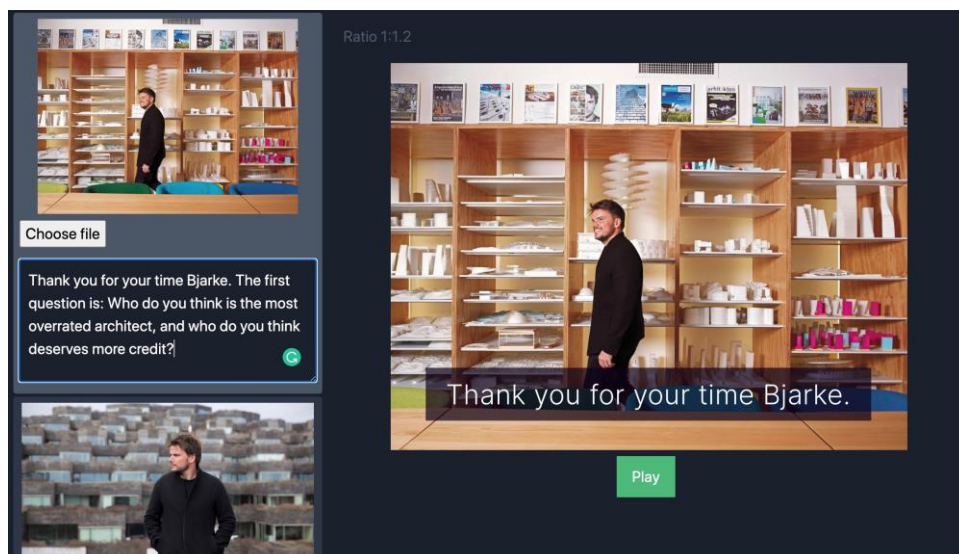 Ratio 1:1.2
Choose file
Thank you for your time Bjarke. The first
question is: Who do you think is the most
overrated architect, and who do you think
deserves more credit?
Thank you for your time Bjarke.
Play